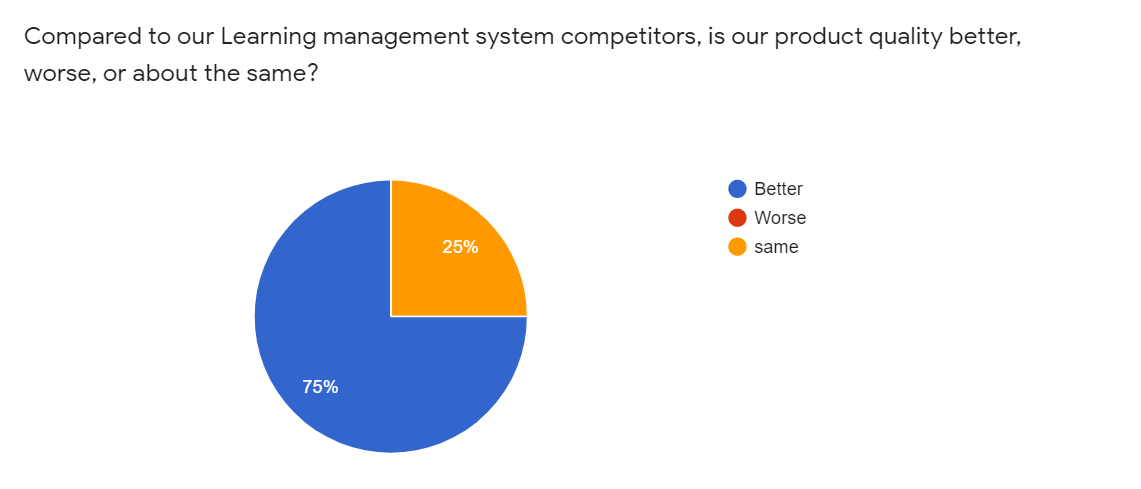 Compared to our Learning management system competitors, is our product quality better,
worse, or about the same?
Better
Worse
same
25%
75%